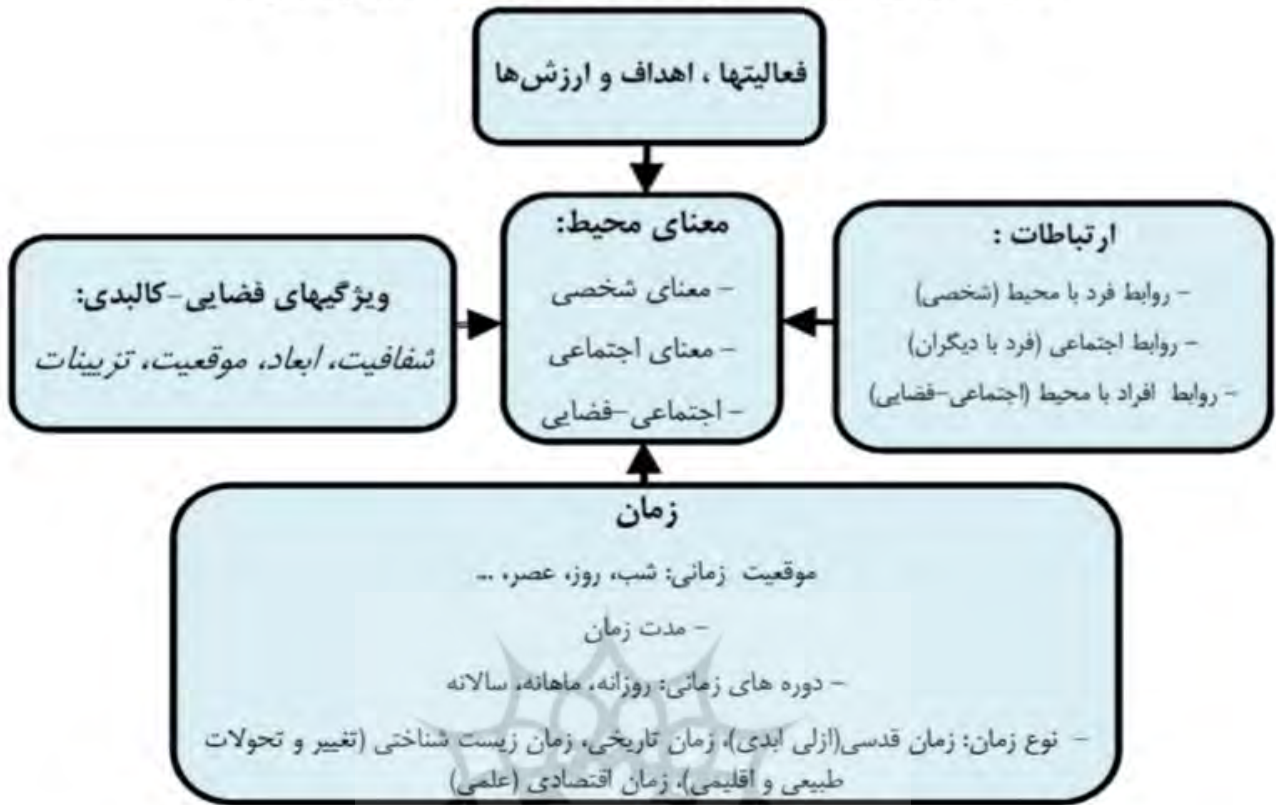 فعالیتها ، اهداف و ارزش‌ها
معنای محیط:
- معنای شخصی
- معنای اجتماعی
- اجتماعی-فضایی
ارتباطات :
- روابط فرد با محیط (شخصی)
- روابط اجتماعی (فرد با دیگران)
- روابط افراد با محیط (اجتماعی-فضایی)
ویژگیهای فضایی-کالبدی:
شفافیت، ابعاد، موقعیت، تزیینات
زمان
موقعیت زمانی: شب، روز، عصر، ...
- مدت زمان
- دوره های زمانی: روزانه، ماهانه، سالانه
- نوع زمان: زمان قدسی(ازلی ابدی)، زمان تاریخی، زمان زیست شناختی (تغییر و تحولات
طبیعی و اقلیمی)، زمان اقتصادی (علمی)